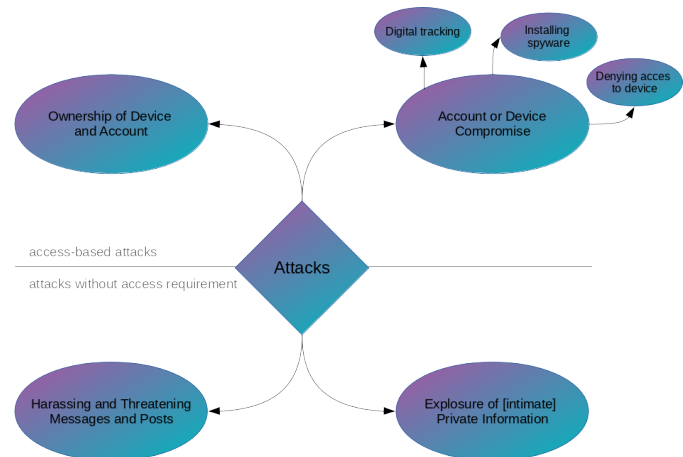 Digital tracking
Installing
spyware
Denying acces
to device
Ownership of Device
and Account
Account or Device
Compromise
access-based attacks
Attacks
attacks without access requirement
Harassing and Threatening
Messages and Posts
Explosure of [intimate]
Private Information